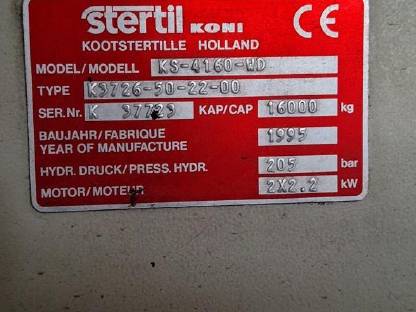 stertil KONI CE
KOOTSTERTILLE HOLLAND
MODEL/MODELL KS-4160-WD
TYPE K3726-50-22-00
SER.Nr. K 37723 KAP/CAP 16000 kg
BAUJAHR/FABRIQUE
YEAR OF MANUFACTURE 1995
HYDR. DRUCK/PRESS. HYDR. 205 bar
MOTOR/MOTEUR 2X2.2 kW